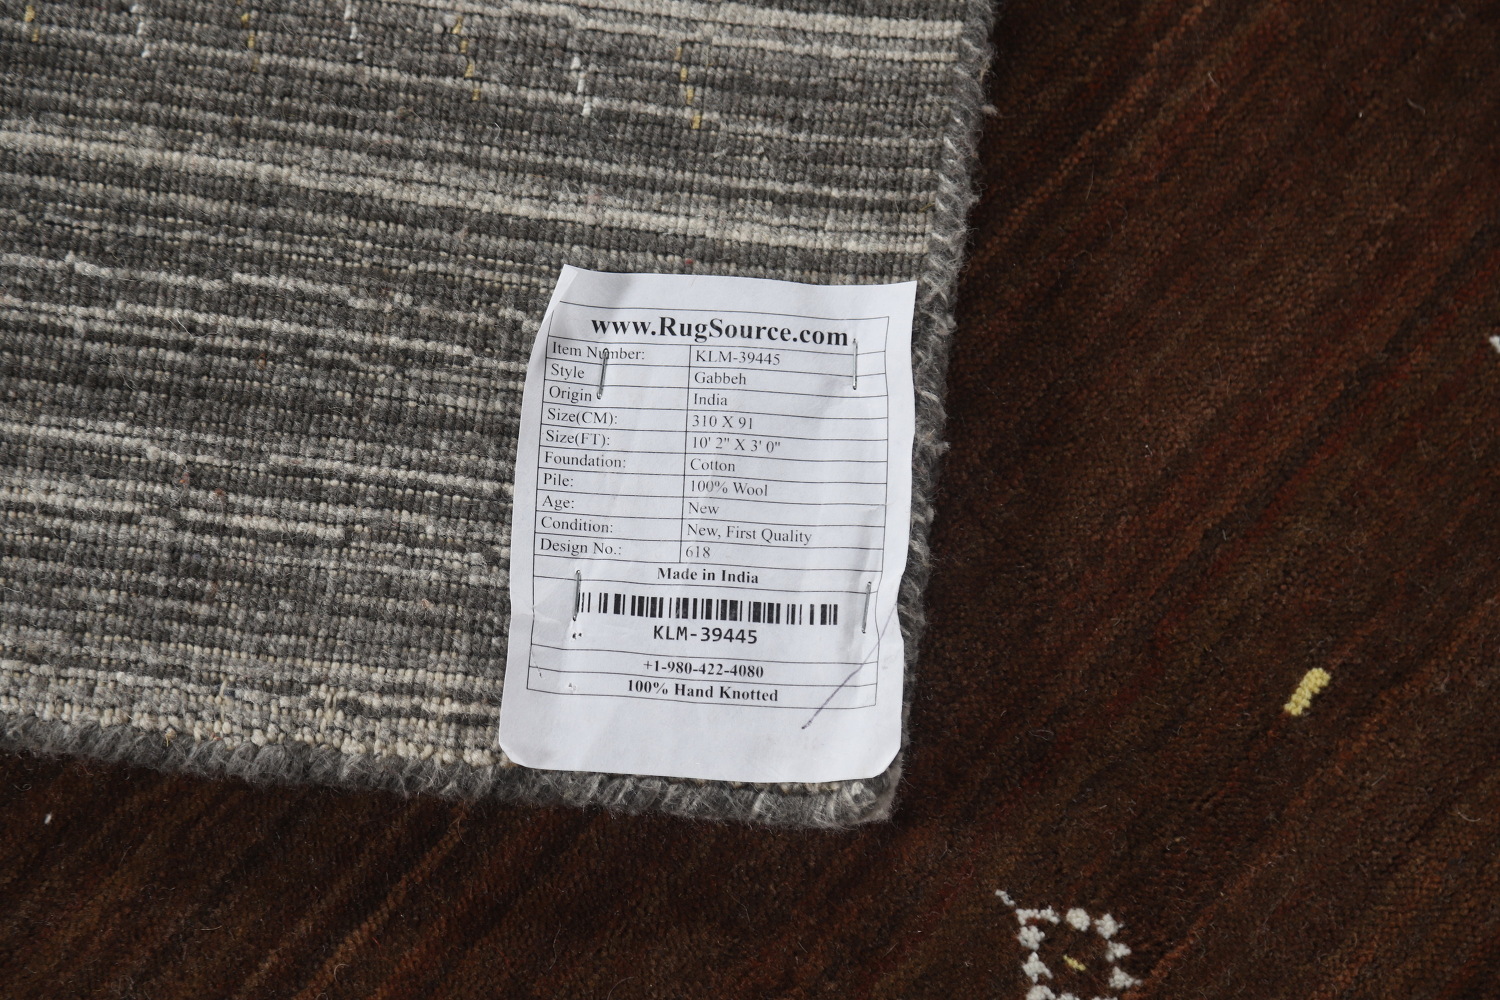 www.RugSource.com
Item Number: KLM-39445
Style Gabbeh
Origin India
Size(CM): 310 X 91
Size(FT): 10' 2" X 3' 0"
Foundation: Cotton
Pile: 100% Wool
Age: New
Condition: New, First Quality
Design No.: 618
Made in India
KLM-39445
+1-980-422-4080
100% Hand Knotted